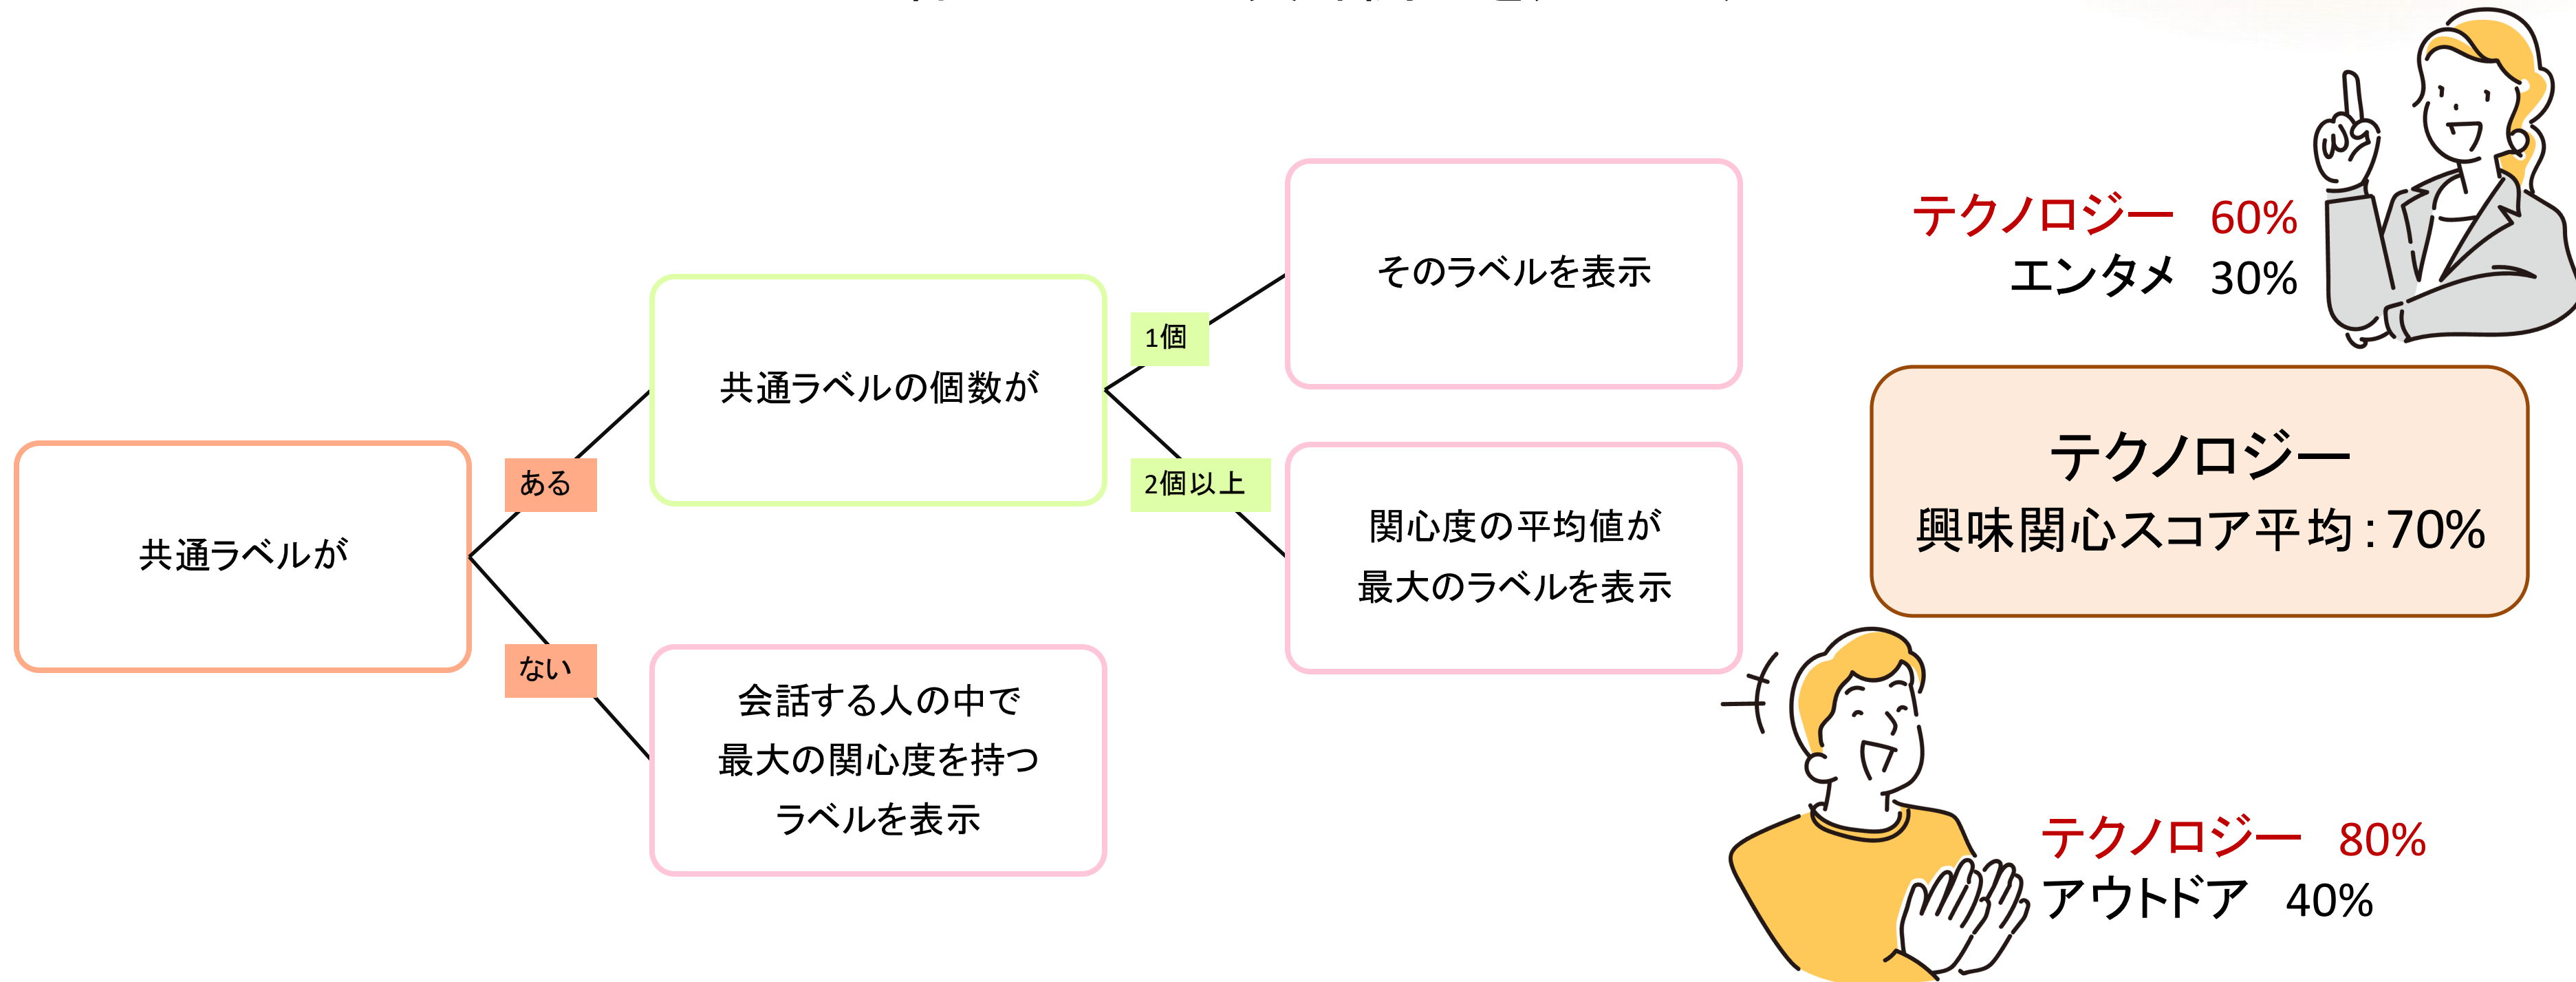 共通ラベルが
ある
ない
共通ラベルの個数が
1個
2個以上
そのラベルを表示
関心度の平均値が
最大のラベルを表示
会話する人の中で
最大の関心度を持つ
ラベルを表示
テクノロジー 60%
エンタメ 30%
テクノロジー
興味関心スコア平均：70%
テクノロジー 80%
アウトドア 40%